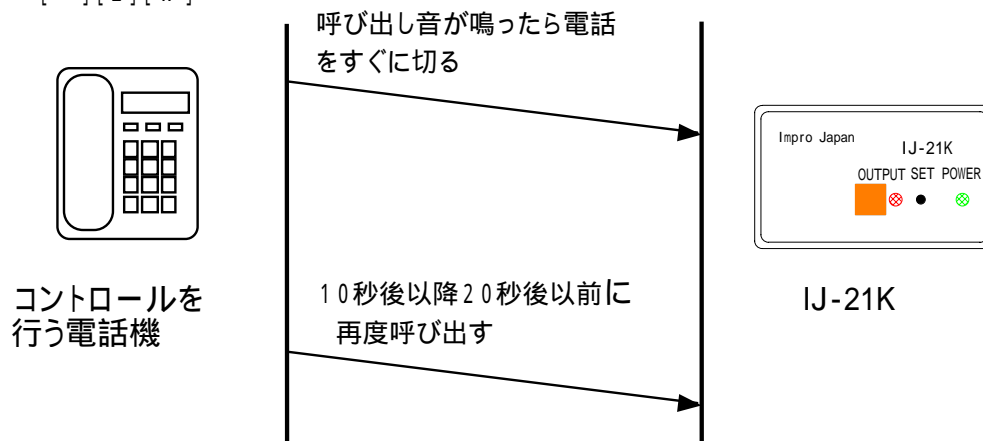 呼び出し音が鳴ったら電話
をすぐに切る
Impro Japan
IJ-21K
OUTPUT SET POWER
コントロールを
行う電話機
10秒後以降20秒後以前に
再度呼び出す
IJ-21K